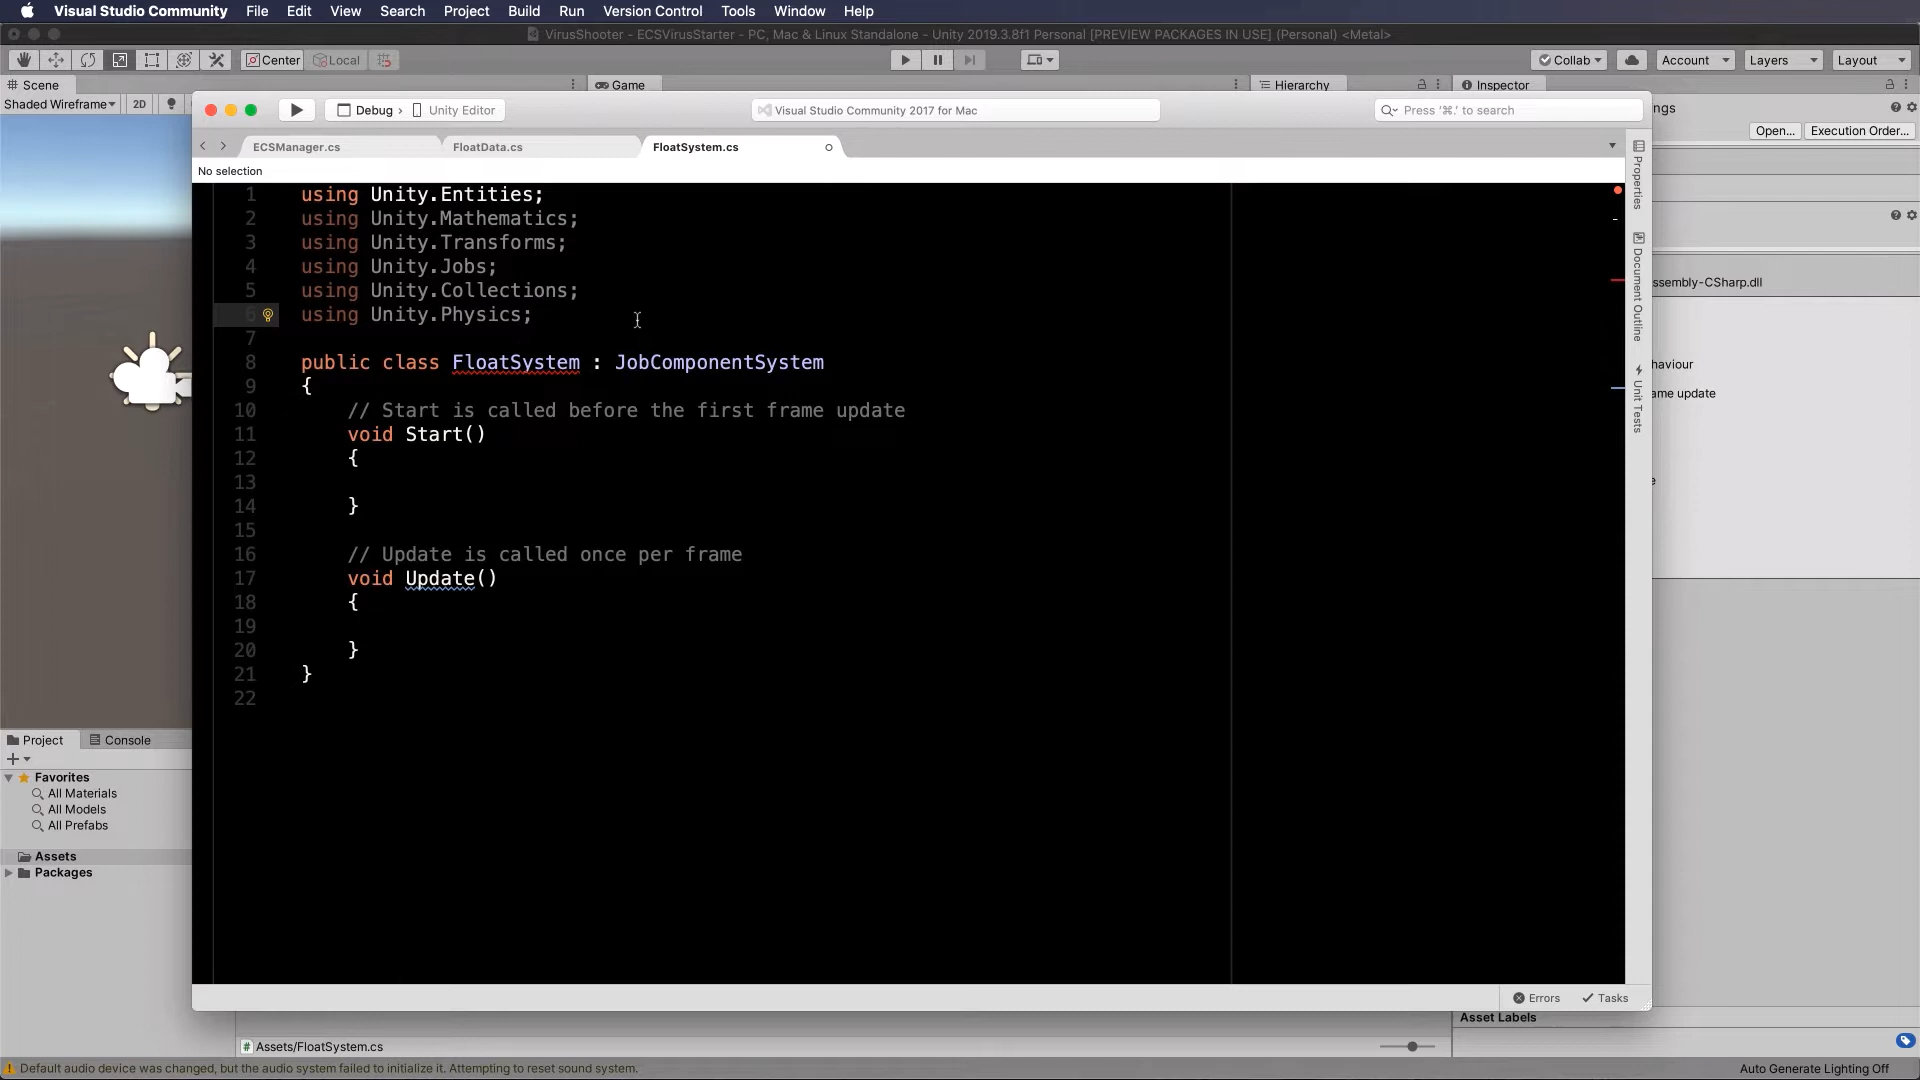 Visual Studio Community File Edit View Search Project Build Run Version Control Tools Window Help
VirusShooter - ECSVirusStarter - PC, Mac & Linux Standalone - Unity 2019.3.8f1 Personal [PREVIEW PACKAGES IN USE] (Personal) <Metal>
Center Local Collab Account Layers Layout
Scene Game Hierarchy Inspector
Shaded Wireframe 2D ngs
Debug › Unity Editor Visual Studio Community 2017 for Mac Press '⌘.' to search
Open... Execution Order...
ECSManager.cs FloatData.cs FloatSystem.cs
No selection
1 using Unity.Entities;
2 using Unity.Mathematics;
3 using Unity.Transforms;
4 using Unity.Jobs;
5 using Unity.Collections;
6 using Unity.Physics;
7
8 public class FloatSystem : JobComponentSystem
9 {
10 // Start is called before the first frame update
11 void Start()
12 {
13
14 }
15
16 // Update is called once per frame
17 void Update()
18 {
19
20 }
21 }
22
Properties
Document Outline
Unit Tests
ssembly-CSharp.dll
haviour
ame update
e
Project Console
Favorites
All Materials
All Models
All Prefabs
Assets
Packages
Errors Tasks
Asset Labels
Assets/FloatSystem.cs
Default audio device was changed, but the audio system failed to initialize it. Attempting to reset sound system.
Auto Generate Lighting Off